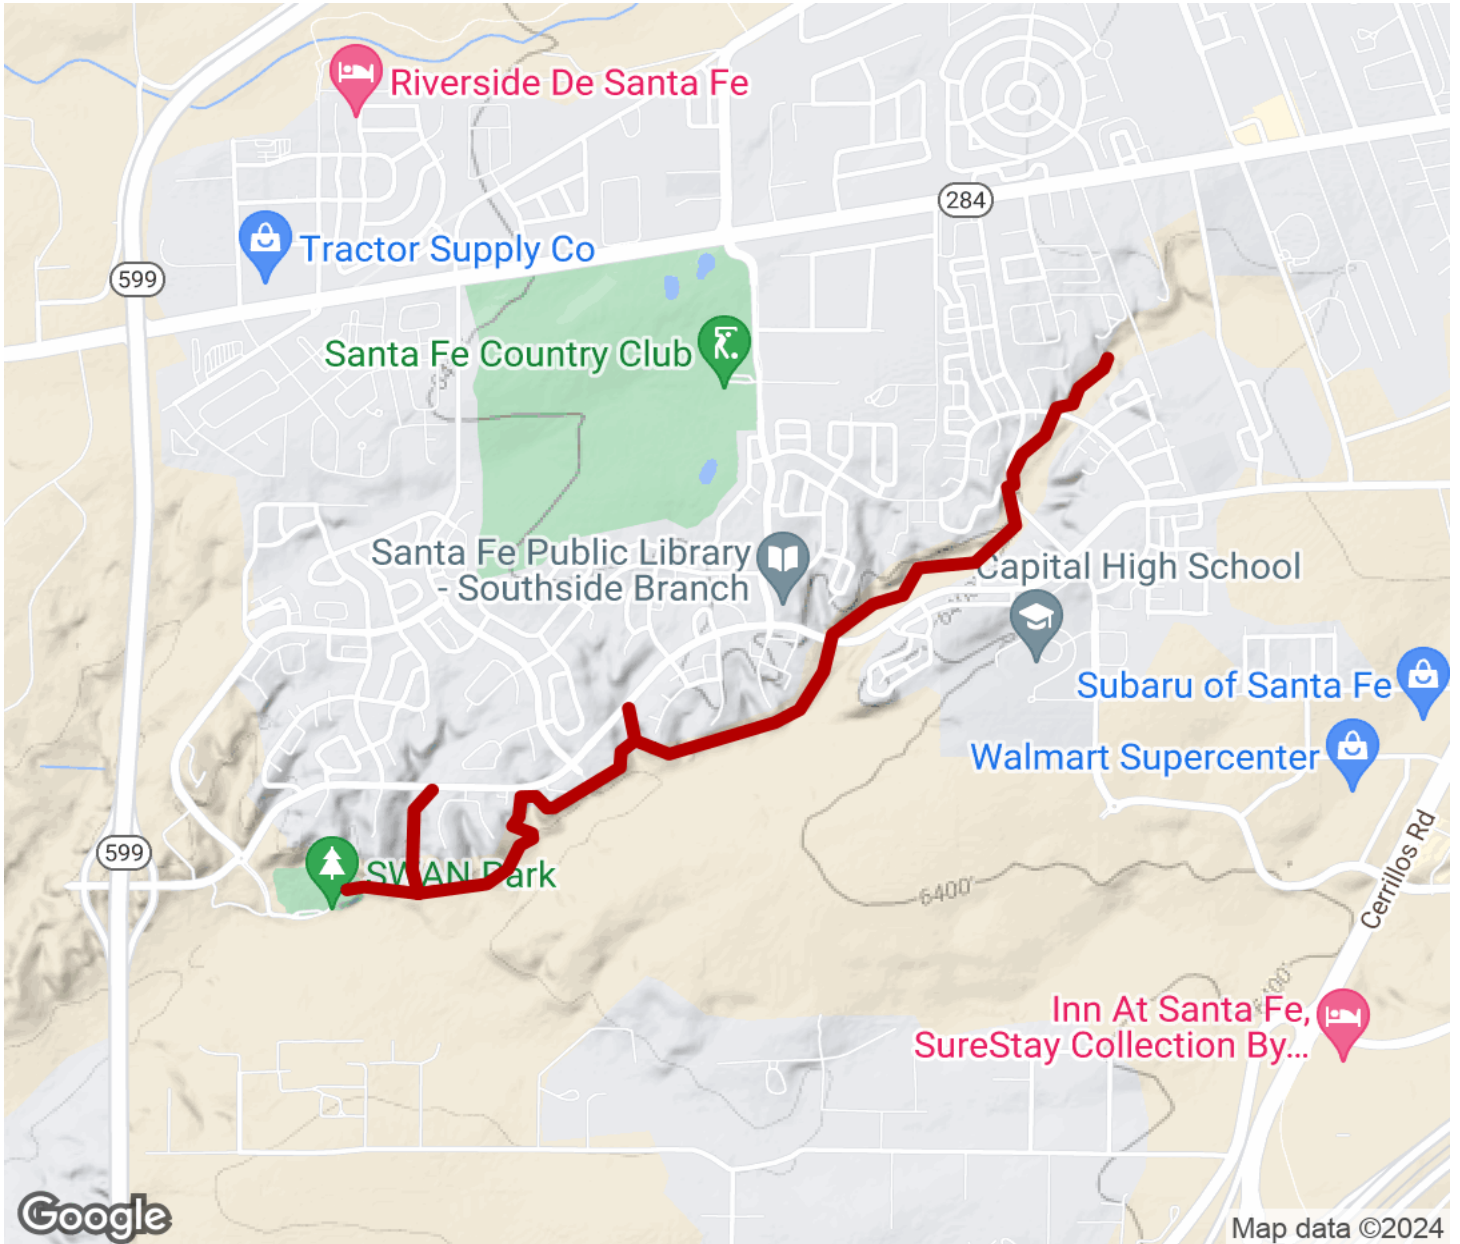 Riverside De Santa Fe
284
Tractor Supply Co
599
Santa Fe Country Club
Santa Fe Public Library
- Southside Branch
Capital High School
Subaru of Santa Fe
Walmart Supercenter
599
SWAN Park
6400'
Cerrillos Rd
Inn At Santa Fe,
SureStay Collection By...
6400'
Google
Map data ©2024